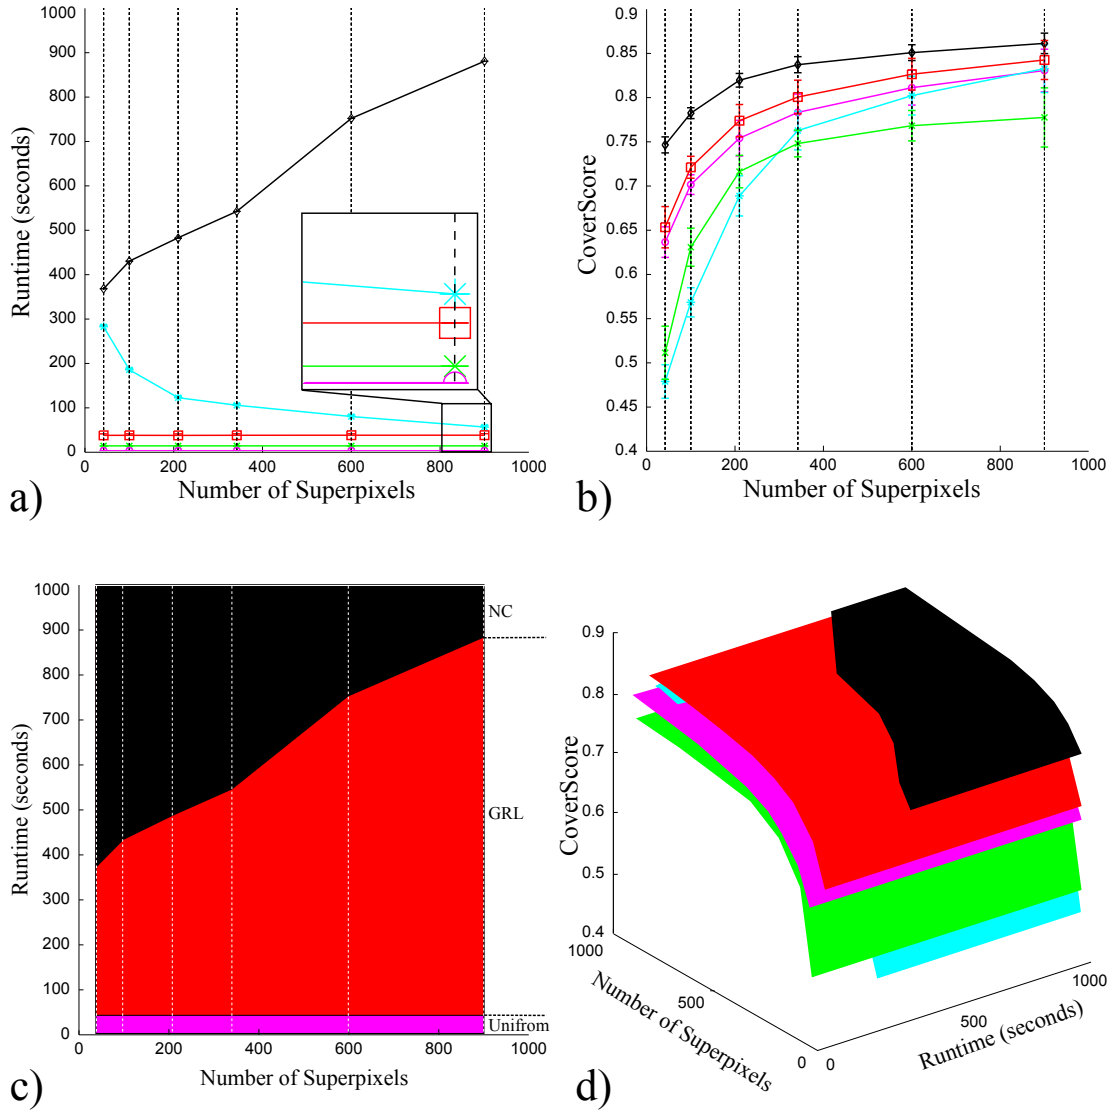 1000
900
800
700
600
500
400
300
200
100
0
0 200 400 600 800 1000
Runtime (seconds)
Number of Superpixels
a)
0.9
0.85
0.8
0.75
0.7
0.65
0.6
0.55
0.5
0.45
0.4
0 200 400 600 800 1000
CoverScore
Number of Superpixels
b)
1000
900
800
700
600
500
400
300
200
100
0
0 200 400 600 800 1000
Runtime (seconds)
Number of Superpixels
NC
GRL
Unifrom
c)
0.9
0.8
0.7
0.6
0.5
0.4
CoverScore
1000
500
0
Number of Superpixels
0
500
1000
Runtime (seconds)
d)